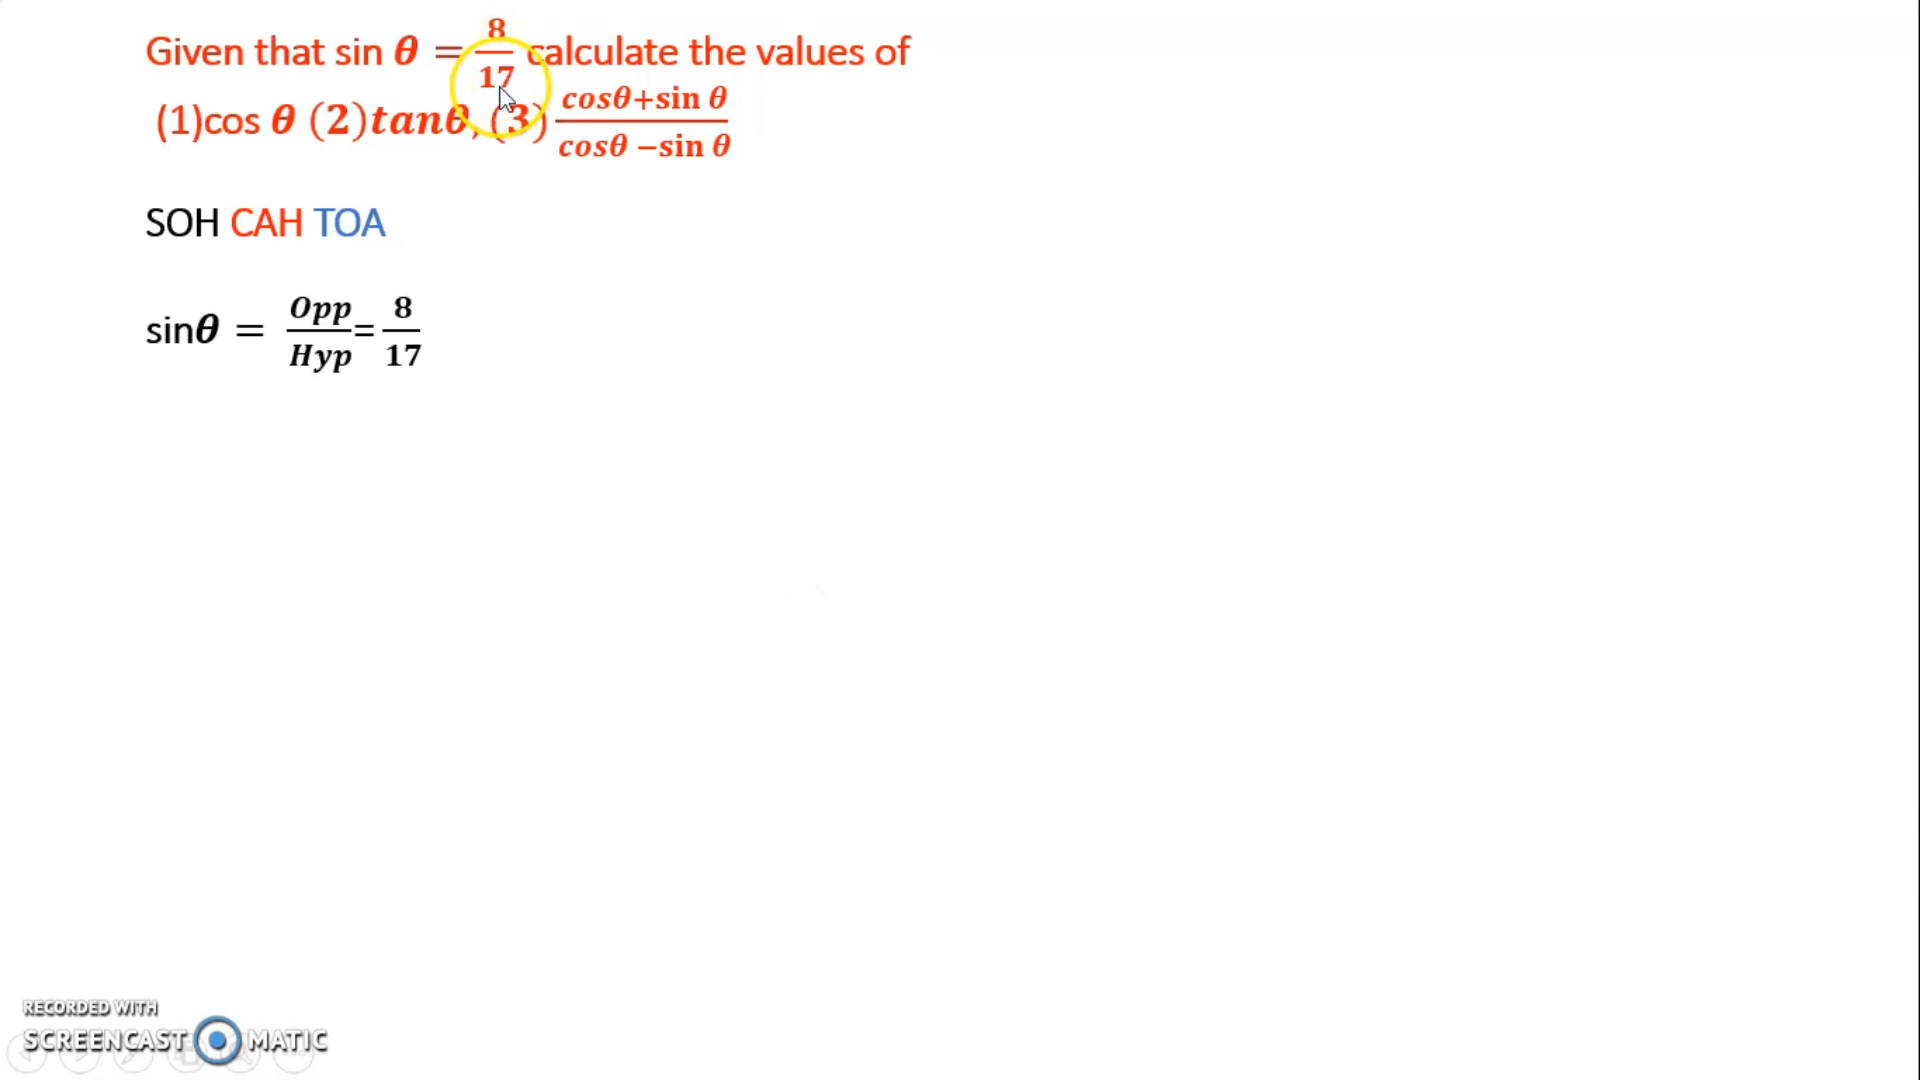 Given that sin θ = 8/17 calculate the values of
(1)cos θ (2)tanθ, (3) cosθ+sin θ/cosθ −sin θ
SOH CAH TOA
sinθ = Opp/Hyp=8/17
RECORDED WITH
SCREENCAST MATIC